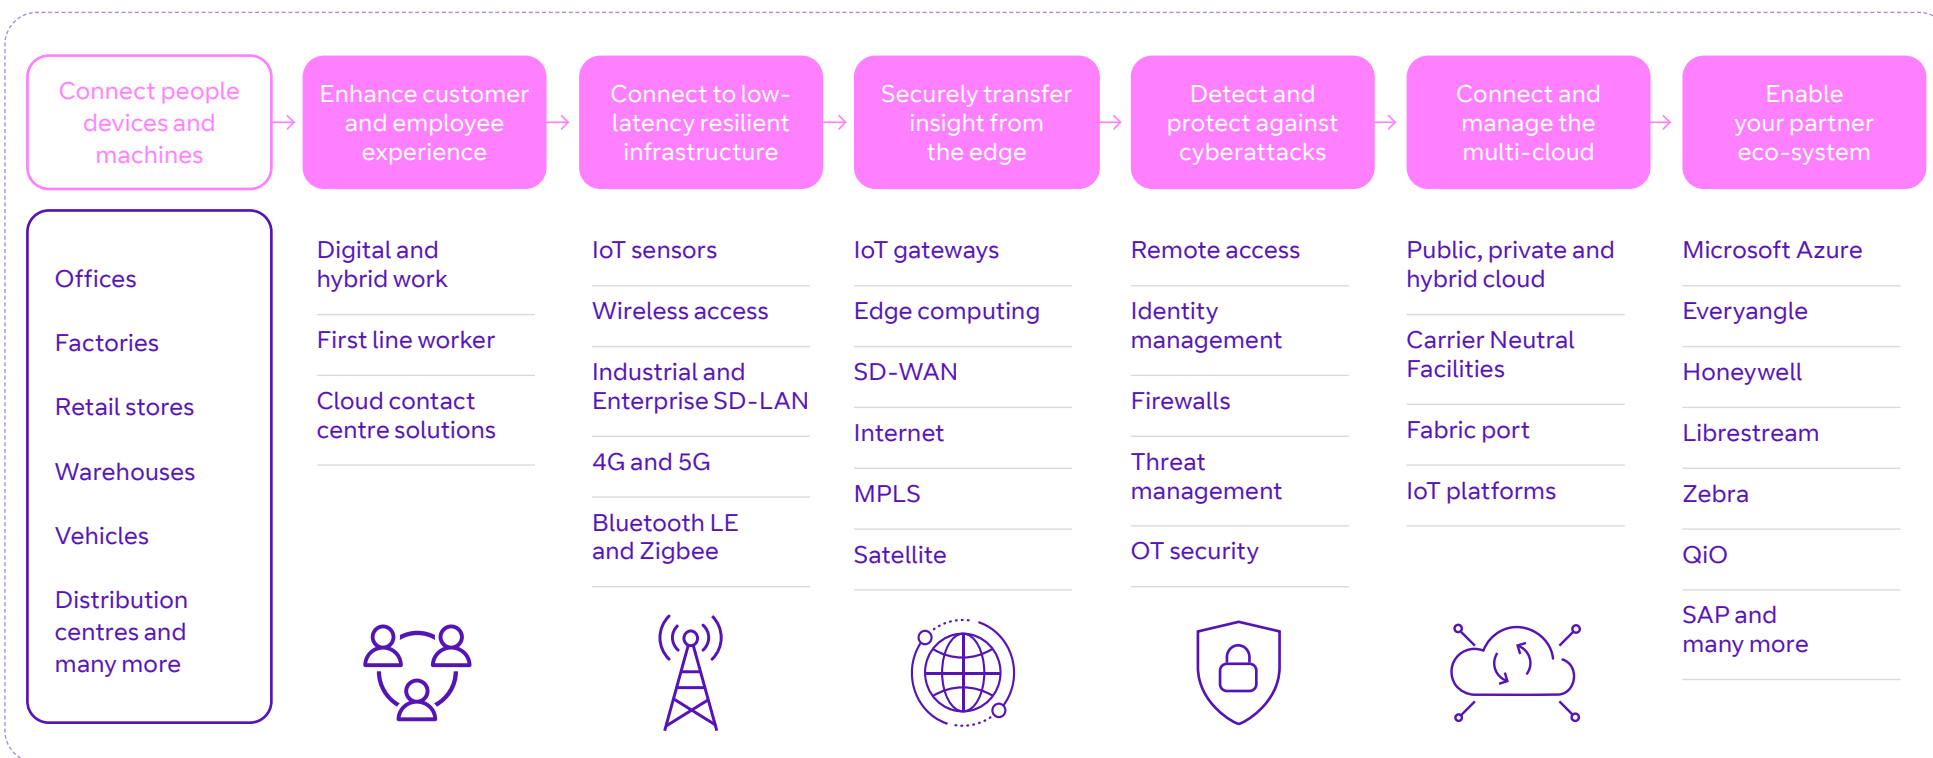 Connect people
devices and
machines
Enhance customer
and employee
experience
Connect to low-
latency resilient
infrastructure
Securely transfer
insight from
the edge
Detect and
protect against
cyberattacks
Connect and
manage the
multi-cloud
Enable
your partner
eco-system
Offices
Factories
Retail stores
Warehouses
Vehicles
Distribution
centres and
many more
Digital and
hybrid work
First line worker
Cloud contact
centre solutions
IoT sensors
Wireless access
Industrial and
Enterprise SD-LAN
4G and 5G
Bluetooth LE
and Zigbee
IoT gateways
Edge computing
SD-WAN
Internet
MPLS
Satellite
Remote access
Identity
management
Firewalls
Threat
management
OT security
Public, private and
hybrid cloud
Carrier Neutral
Facilities
Fabric port
IoT platforms
Microsoft Azure
Everyangle
Honeywell
Librestream
Zebra
QiO
SAP and
many more